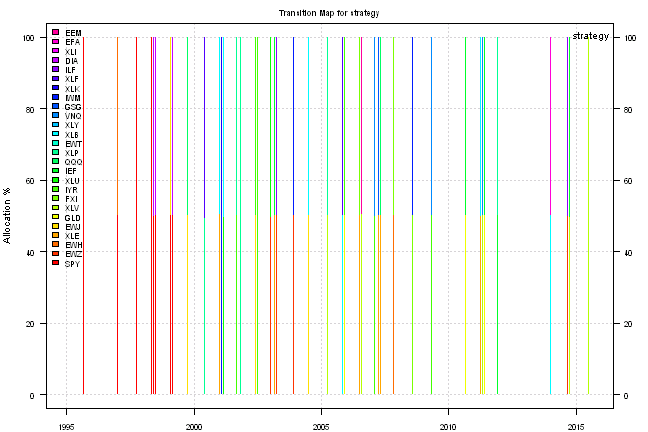 Transition Map for strategy
strategy
EEM
EFA
XLI
DIA
ILF
XLF
XLK
IWM
GSG
VNQ
XLY
XLB
EWT
XLP
QQQ
IEF
XLU
IYR
FXI
XLV
GLD
EWJ
XLE
EWH
EWZ
SPY
Allocation %
100
80
60
40
20
0
100
80
60
40
20
0
1995 2000 2005 2010 2015